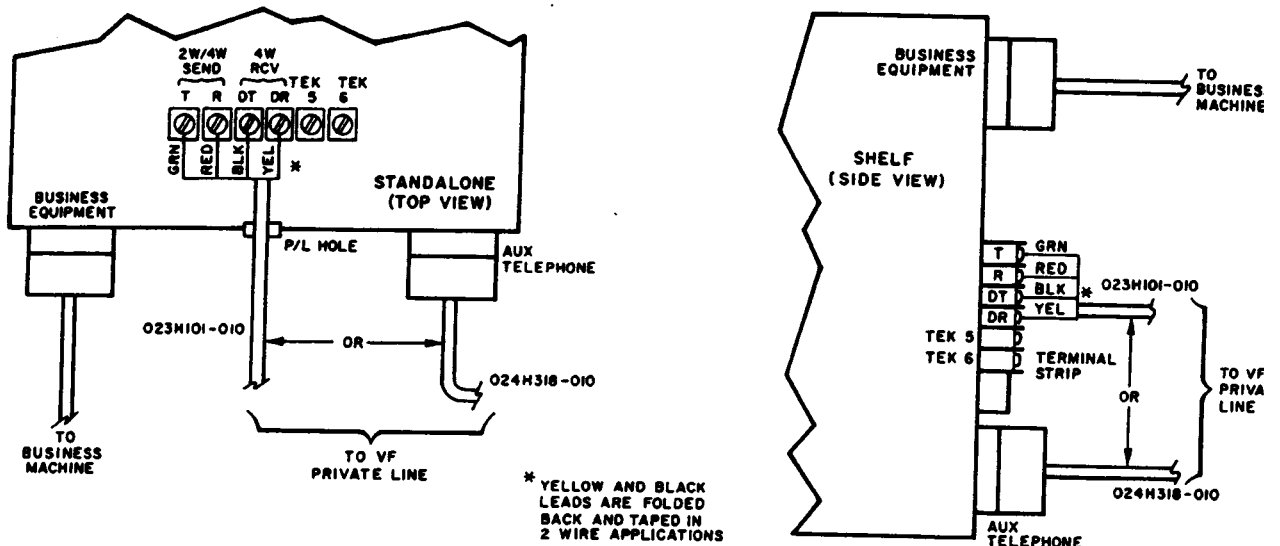 2W/4W
SEND
4W
RCV
TEK
5
TEK
6
T R DT DR
GRN
RED
BLK
YEL
*
STANDALONE
(TOP VIEW)
BUSINESS
EQUIPMENT
P/L HOLE
AUX
TELEPHONE
023H101-010
OR
024H318-010
TO
BUSINESS
MACHINE
TO VF
PRIVATE LINE
* YELLOW AND BLACK
LEADS ARE FOLDED
BACK AND TAPED IN
2 WIRE APPLICATIONS
BUSINESS
EQUIPMENT
TO
BUSINESS
MACHINE
SHELF
(SIDE VIEW)
T GRN
R RED
DT BLK
DR YEL
*
023H101-010
TEK 5
TEK 6
TERMINAL
STRIP
OR
TO VF
PRIVA
LINE
024H318-010
AUX
TELEPHONE